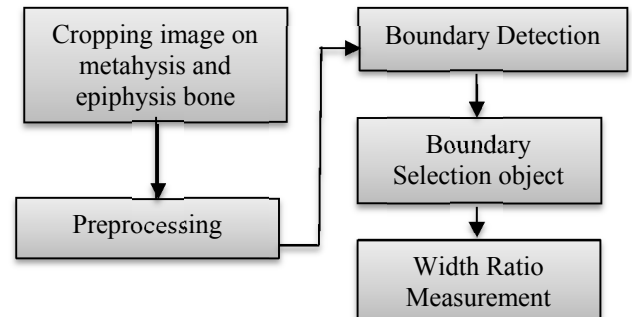 Cropping image on
metahysis and
epiphysis bone
Preprocessing
Boundary Detection
Boundary
Selection object
Width Ratio
Measurement